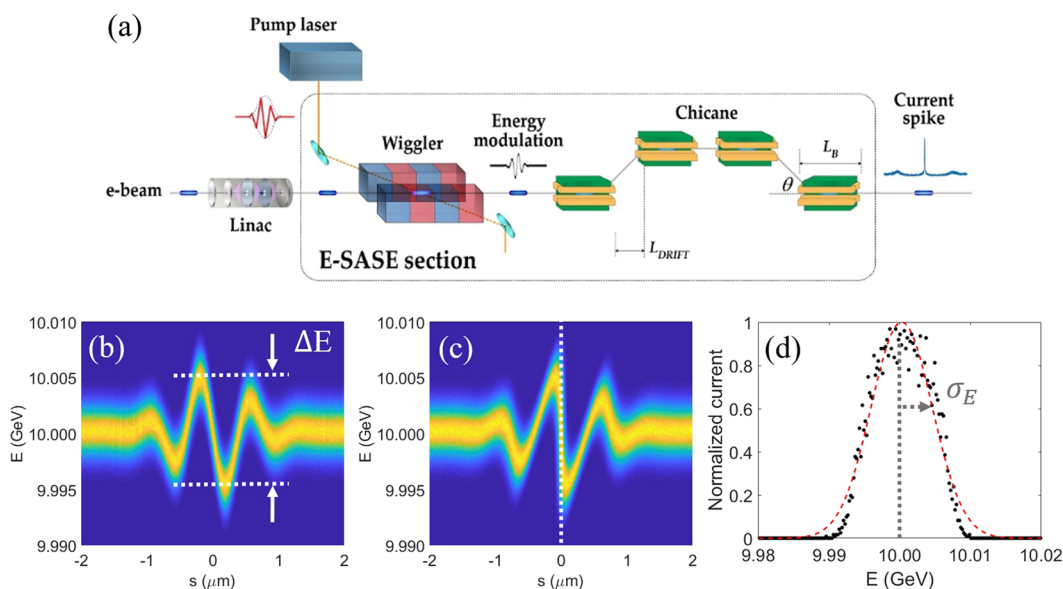 (a)
Pump laser
Wiggler
Energy
modulation
Chicane
Current
spike
L_B
e-beam
θ
Linac
L_DRIFT
E-SASE section
(b)
ΔE
10.010
10.005
10.000
9.995
9.990
E (GeV)
-2 -1 0 1 2
s (μm)
(c)
10.010
10.005
10.000
9.995
9.990
E (GeV)
-2 -1 0 1 2
s (μm)
(d)
σ_E
1
0.8
0.6
0.4
0.2
0
Normalized current
9.98 9.99 10.00 10.01 10.02
E (GeV)